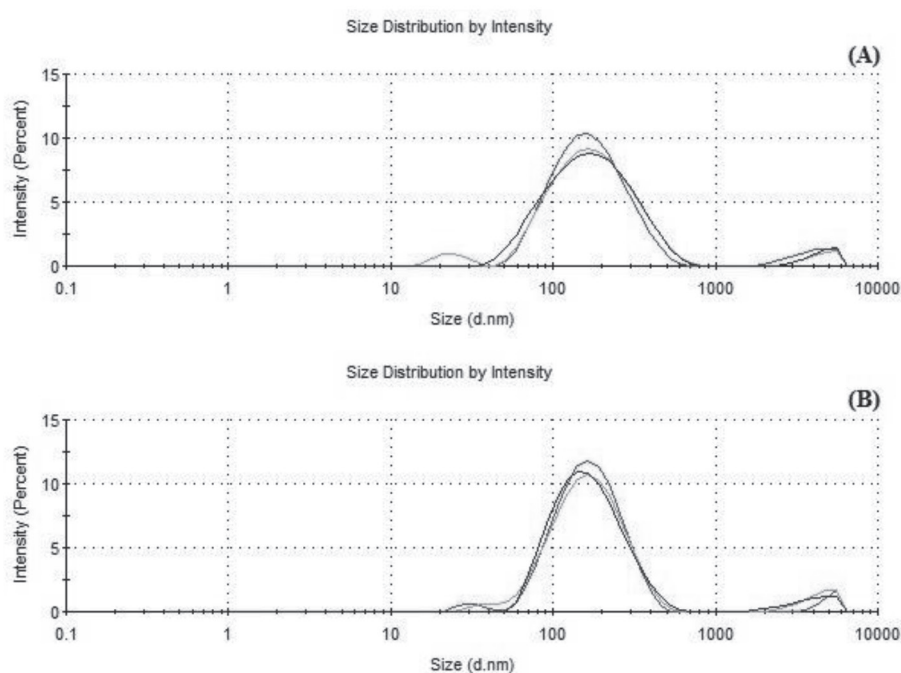 Size Distribution by Intensity
(A)
15
10
5
0
Intensity (Percent)
0.1 1 10 100 1000 10000
Size (d.nm)
Size Distribution by Intensity
(B)
15
10
5
0
Intensity (Percent)
0.1 1 10 100 1000 10000
Size (d.nm)